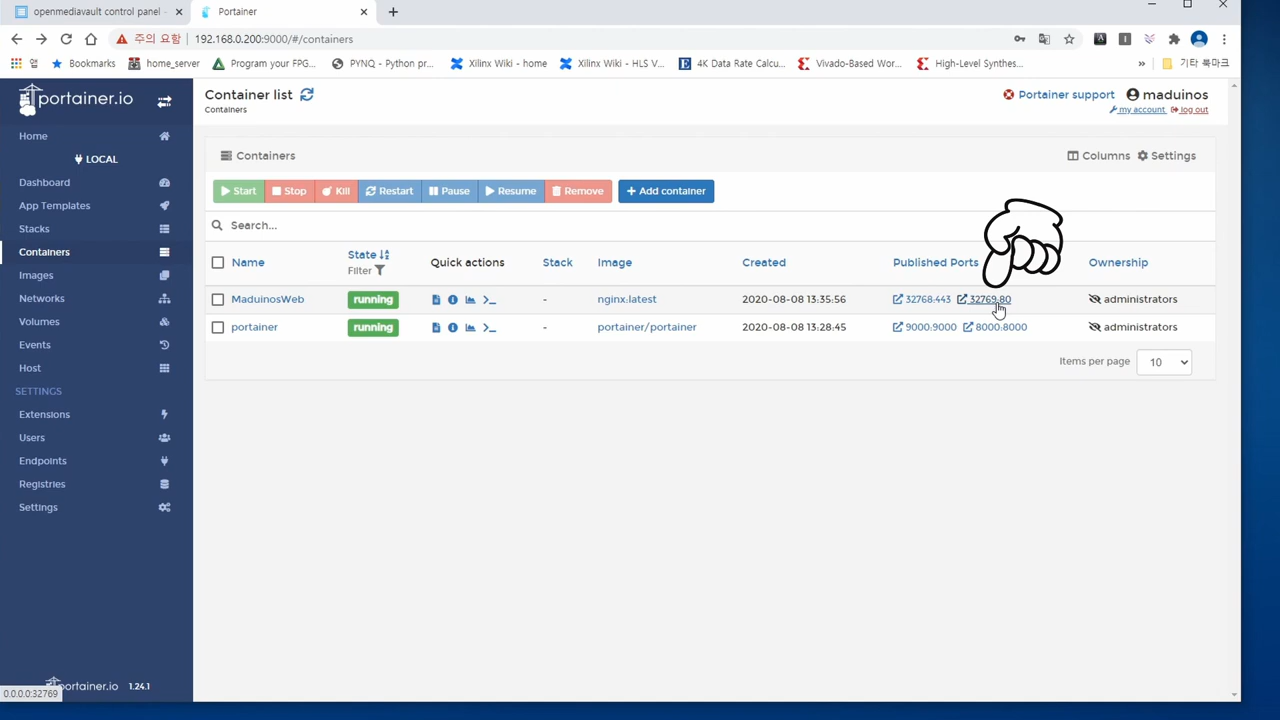 openmediavault control panel -
Portainer
주의 요함
192.168.0.200:9000/#/containers
앱
Bookmarks
home_server
Program your FPG...
PYNQ - Python pr...
Xilinx Wiki - home
Xilinx Wiki - HLS V...
4K Data Rate Calcu...
Vivado-Based Wor...
High-Level Synthes...
»
기타 북마크
portainer.io
Container list
Containers
Portainer support
maduinos
my account
log out
Home
LOCAL
Dashboard
App Templates
Stacks
Containers
Images
Networks
Volumes
Events
Host
SETTINGS
Extensions
Users
Endpoints
Registries
Settings
portainer.io 1.24.1
0.0.0.0:32769
Containers
Columns
Settings
Start
Stop
Kill
Restart
Pause
Resume
Remove
+ Add container
Search...
Name
State
Filter
Quick actions
Stack
Image
Created
Published Ports
Ownership
MaduinosWeb running - nginx:latest 2020-08-08 13:35:56 32768:443 32769:80 administrators
portainer running - portainer/portainer 2020-08-08 13:28:45 9000:9000 8000:8000 administrators
Items per page 10